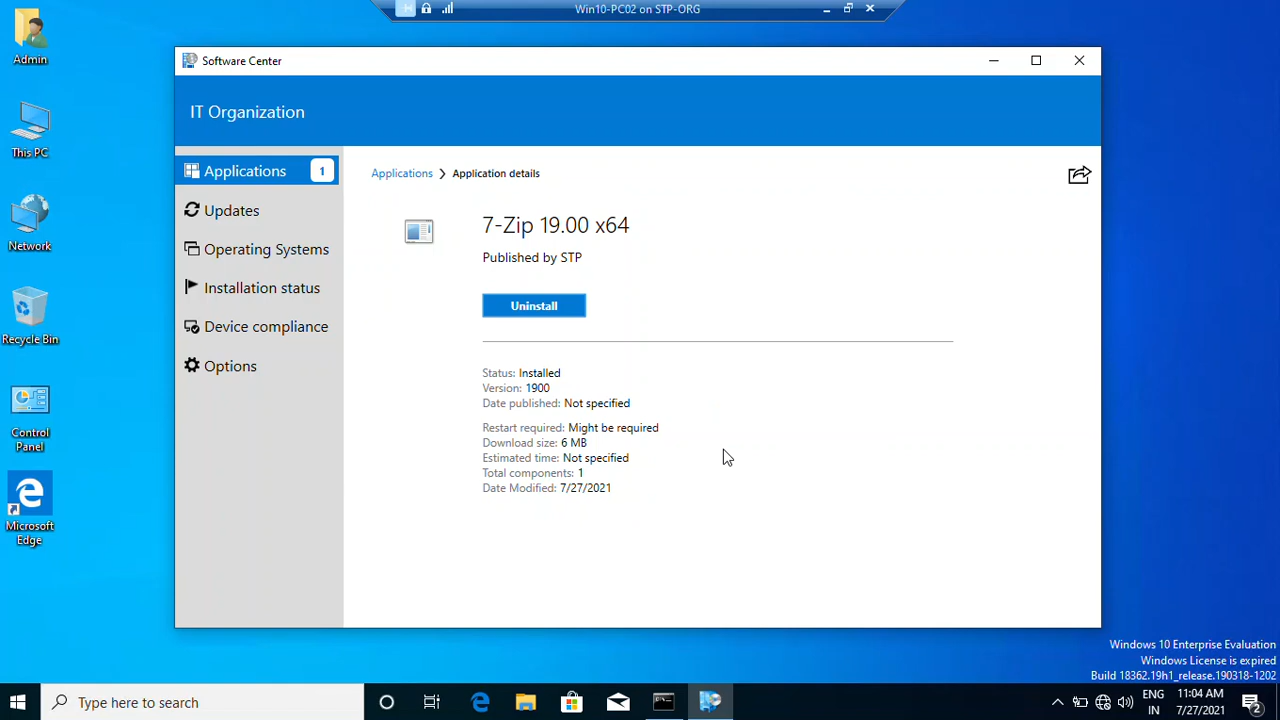 Win10-PC02 on STP-ORG
Admin
This PC
Network
Recycle Bin
Control
Panel
Microsoft
Edge
Software Center
IT Organization
Applications
1
Updates
Operating Systems
Installation status
Device compliance
Options
Applications
Application details
7-Zip 19.00 x64
Published by STP
Uninstall
Status: Installed
Version: 1900
Date published: Not specified
Restart required: Might be required
Download size: 6 MB
Estimated time: Not specified
Total components: 1
Date Modified: 7/27/2021
Windows 10 Enterprise Evaluation
Windows License is expired
Build 18362.19h1_release.190318-1202
Type here to search
ENG
IN
11:04 AM
7/27/2021
2